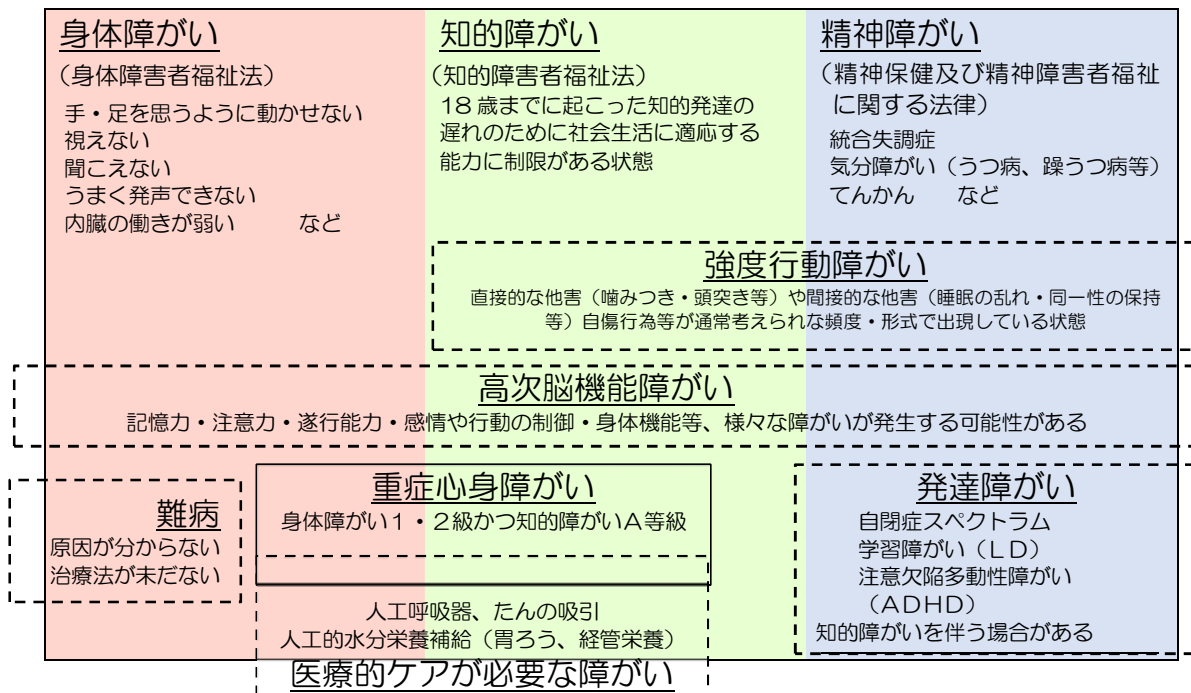 身体障がい
（身体障害者福祉法）
手・足を思うように動かせない
視えない
聞こえない
うまく発声できない
内臓の働きが弱い　　　など
知的障がい
（知的障害者福祉法）
18歳までに起こった知的発達の
遅れのために社会生活に適応する
能力に制限がある状態
精神障がい
（精神保健及び精神障害者福祉
に関する法律）
統合失調症
気分障がい（うつ病、躁うつ病等）
てんかん　　など
強度行動障がい
直接的な他害（噛みつき・頭突き等）や間接的な他害（睡眠の乱れ・同一性の保持
等）自傷行為等が通常考えられな頻度・形式で出現している状態
高次脳機能障がい
記憶力・注意力・遂行能力・感情や行動の制御・身体機能等、様々な障がいが発生する可能性がある
難病
原因が分からない
治療法が未だない
重症心身障がい
身体障がい１・２級かつ知的障がいＡ等級
人工呼吸器、たんの吸引
人工的水分栄養補給（胃ろう、経管栄養）
医療的ケアが必要な障がい
発達障がい
自閉症スペクトラム
学習障がい（ＬＤ）
注意欠陥多動性障がい
（ＡＤＨＤ）
知的障がいを伴う場合がある